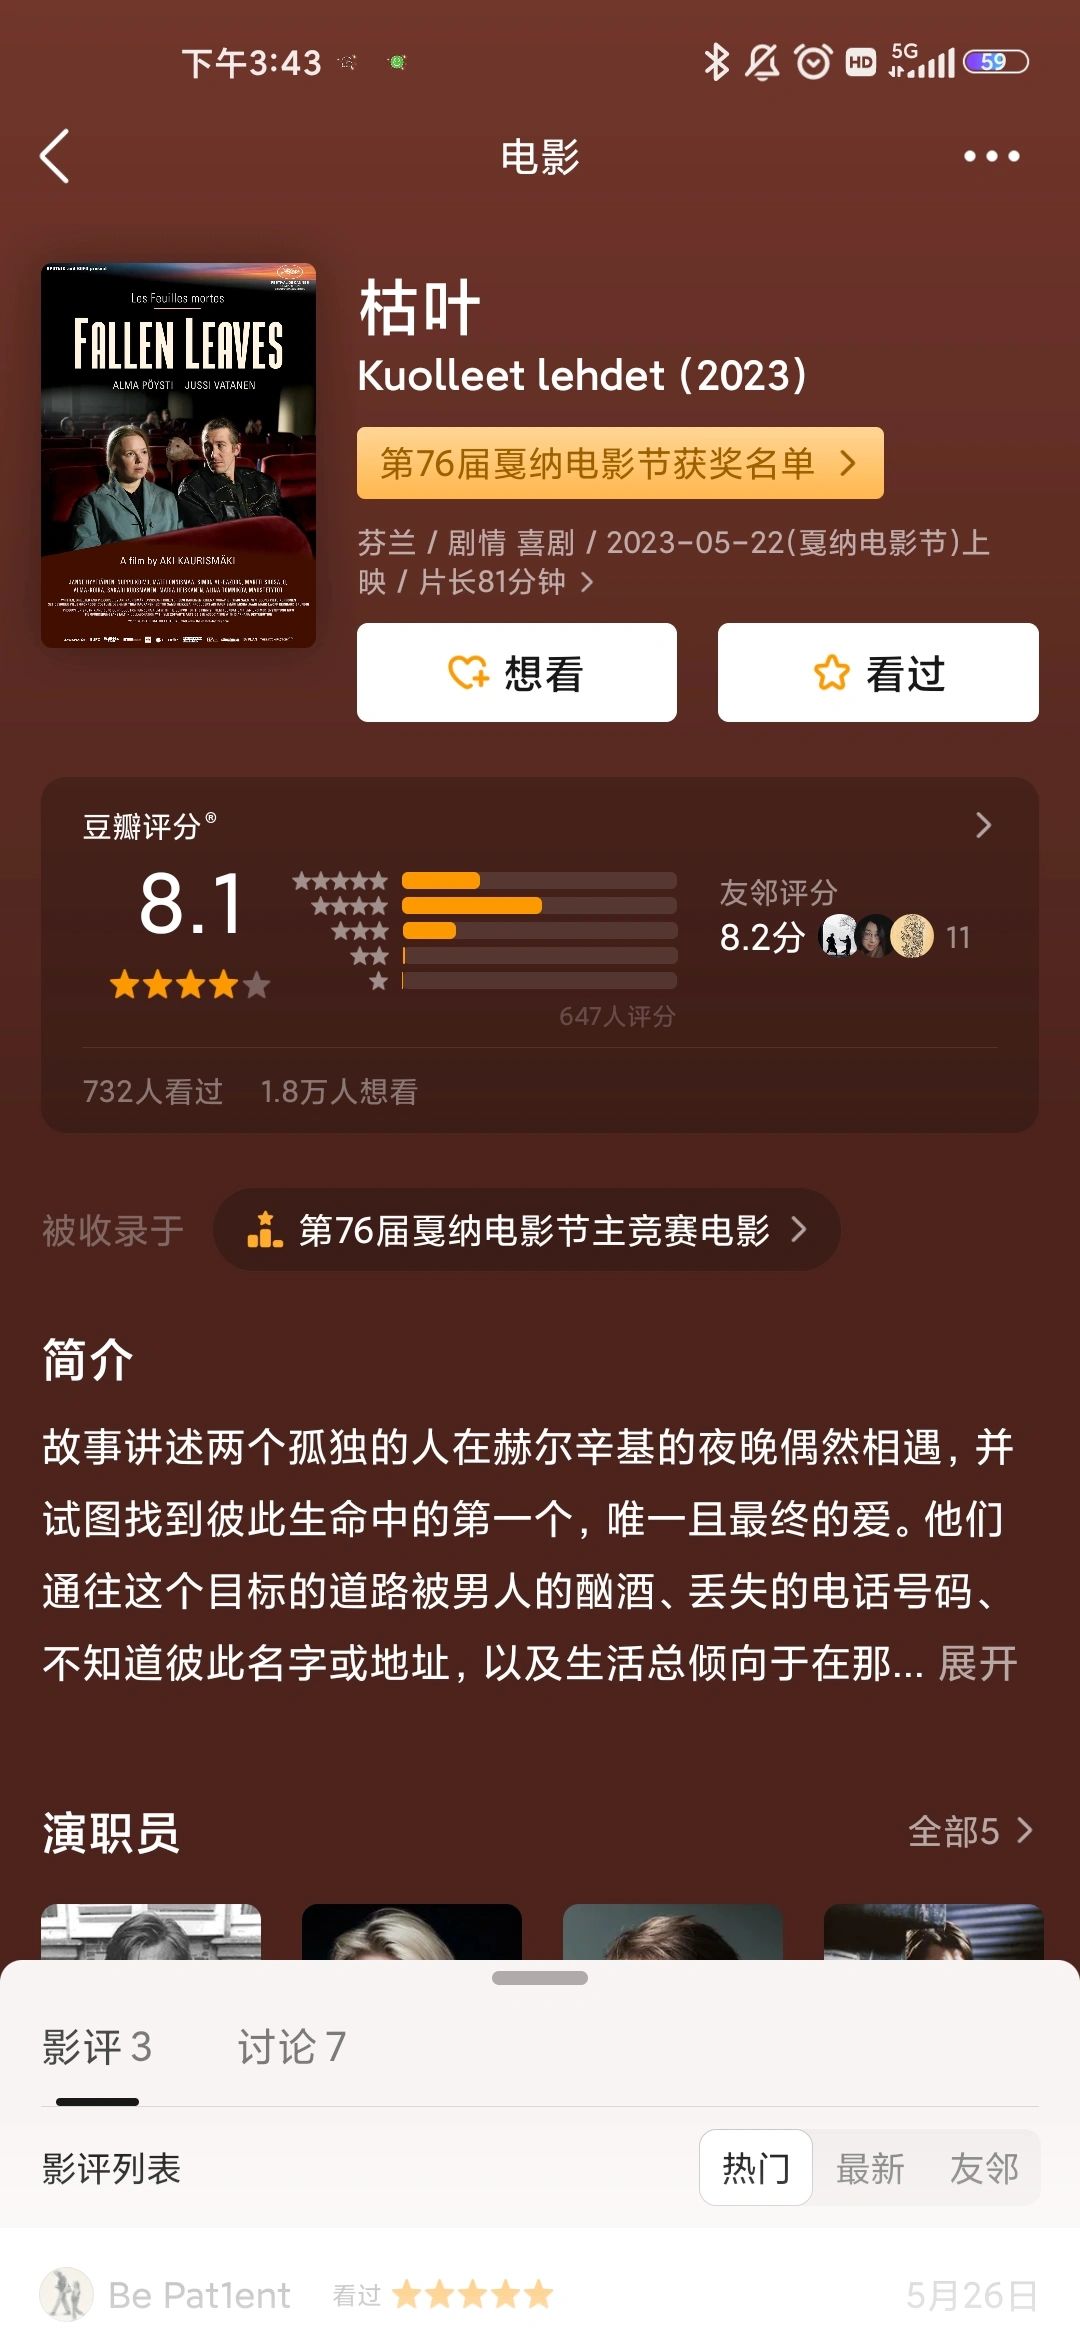 下午3:43
HD
5G
59
电影
Les Feuilles mortes
FALLEN LEAVES
ALMA PÖYSTI JUSSI VATANEN
A film by AKI KAURISMÄKI
枯叶
Kuolleet lehdet (2023)
第76届戛纳电影节获奖名单
芬兰 / 剧情 喜剧 / 2023-05-22(戛纳电影节)上
映 / 片长81分钟
想看
看过
豆瓣评分®
8.1
647人评分
友邻评分
8.2分
11
732人看过 1.8万人想看
被收录于
第76届戛纳电影节主竞赛电影
简介
故事讲述两个孤独的人在赫尔辛基的夜晚偶然相遇，并
试图找到彼此生命中的第一个，唯一且最终的爱。他们
通往这个目标的道路被男人的酗酒、丢失的电话号码、
不知道彼此名字或地址，以及生活总倾向于在那... 展开
演职员
全部5
影评 3
讨论 7
影评列表
热门
最新
友邻
Be Pat1ent
看过
5月26日